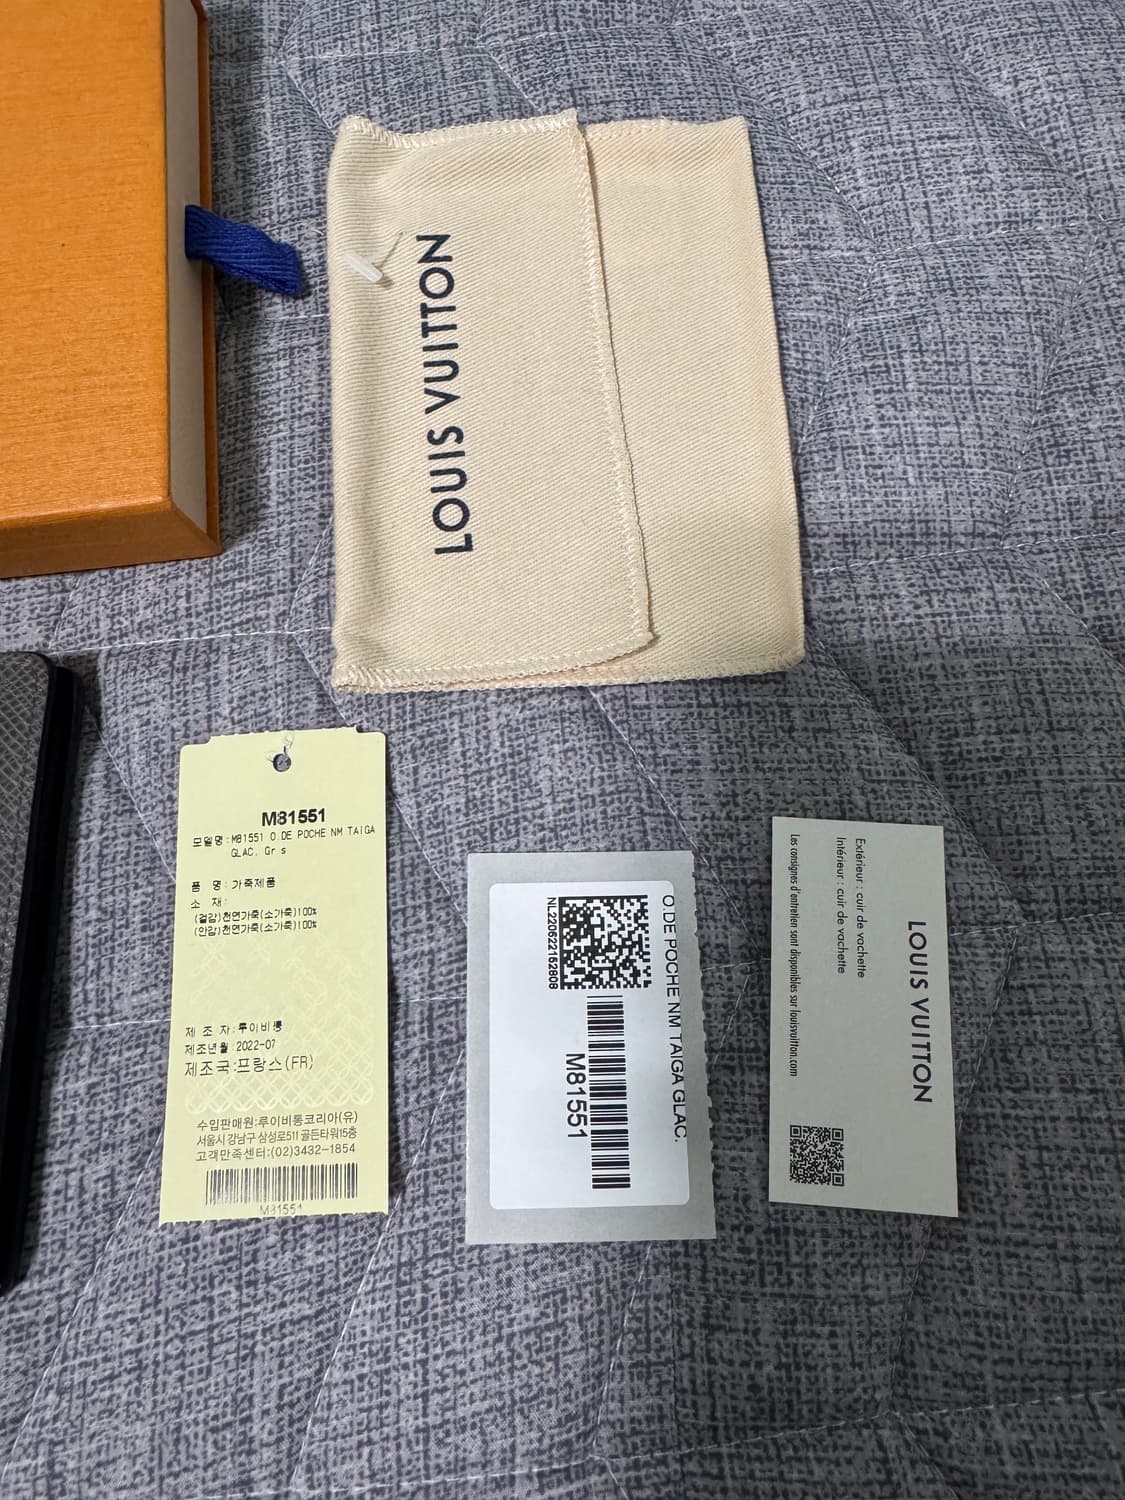 LOUIS VUITTON
M81551
모델명:M81551 O.DE POCHE NM TAIGA
GLAC. Gr s
품 명:가죽제품
소 재:
(겉감)천연가죽(소가죽)100%
(안감)천연가죽(소가죽)100%
제 조 자:루이비통
제조년월:2022-07
제조국:프랑스(FR)
수입판매원:루이비통코리아(유)
서울시 강남구 삼성로511 골든타워15층
고객만족센터:(02)3432-1854
M81551
O.DE POCHE NM TAIGA GLAC.
NL220622152808
M81551
LOUIS VUITTON
Extérieur : cuir de vachette
Intérieur : cuir de vachette
Les consignes d'entretien sont disponibles sur louisvuitton.com